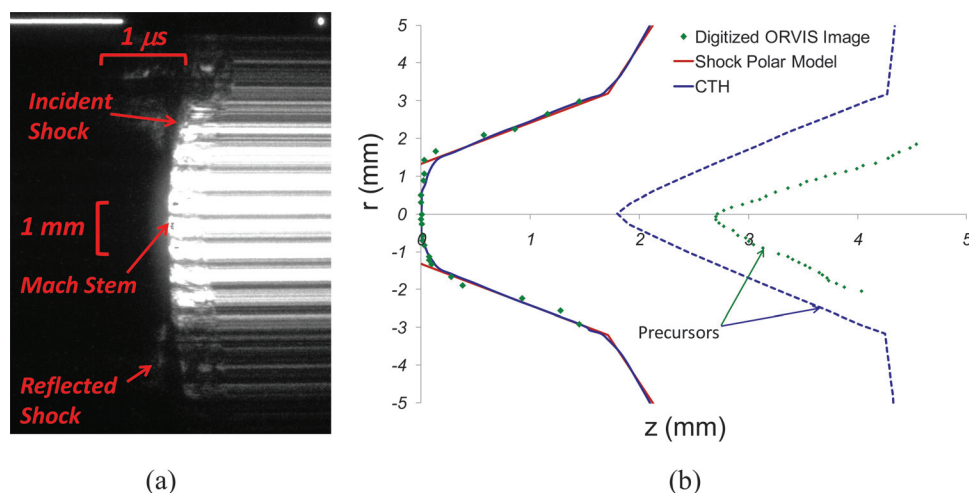 1 μs
Incident
Shock
1 mm
Mach Stem
Reflected
Shock
(a)
r (mm)
5
4
3
2
1
0
-1
-2
-3
-4
-5
0
1
2
3
4
5
z (mm)
Digitized ORVIS Image
Shock Polar Model
CTH
Precursors
(b)